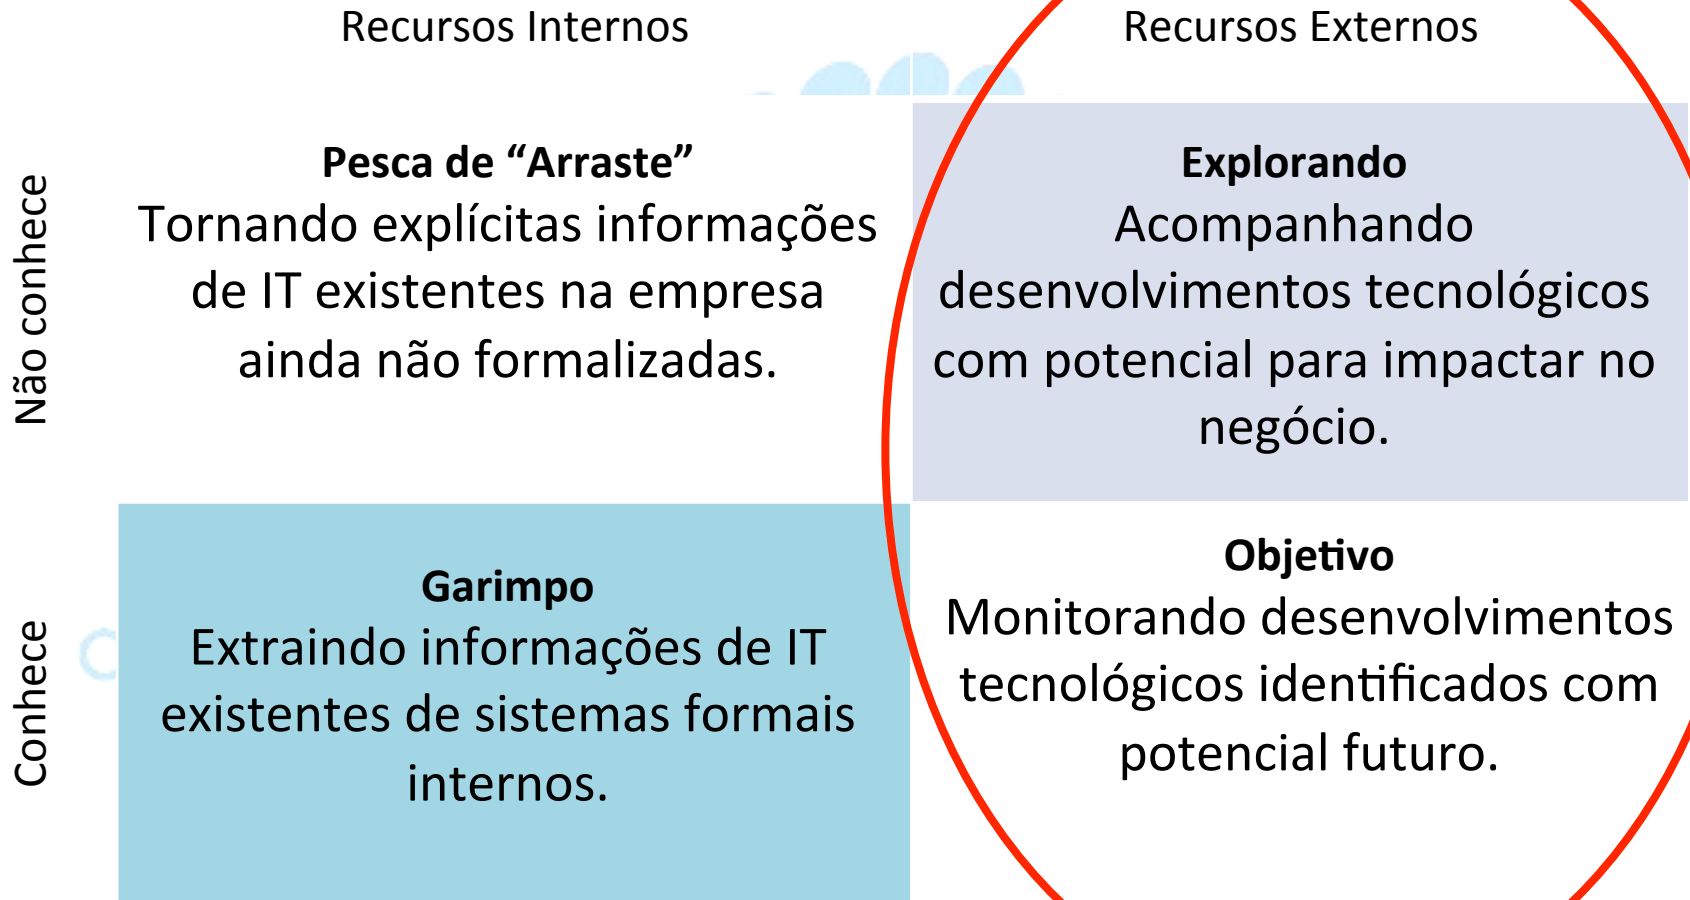 Recursos Internos
Recursos Externos
Não conhece
Pesca de “Arraste”
Tornando explícitas informações
de IT existentes na empresa
ainda não formalizadas.
Explorando
Acompanhando
desenvolvimentos tecnológicos
com potencial para impactar no
negócio.
Conhece
Garimpo
Extraindo informações de IT
existentes de sistemas formais
internos.
Objetivo
Monitorando desenvolvimentos
tecnológicos identificados com
potencial futuro.